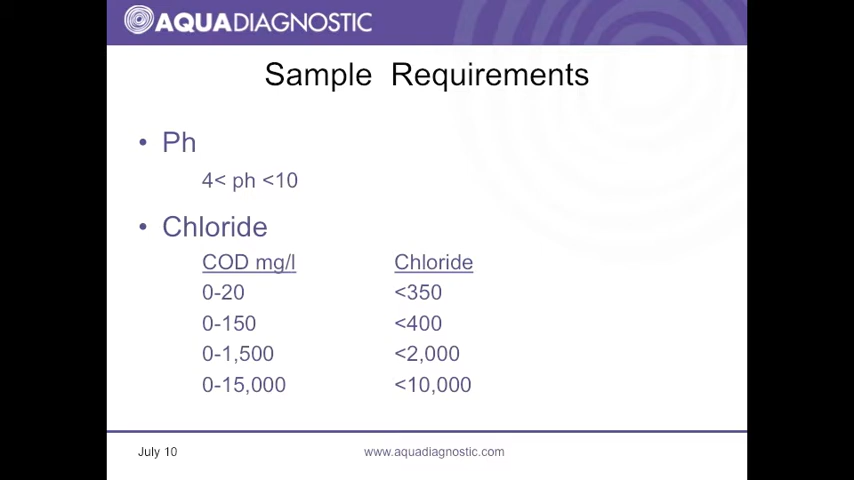 AQUADIAGNOSTIC
Sample Requirements
• Ph
4< ph <10
• Chloride
COD mg/l Chloride
0-20 <350
0-150 <400
0-1,500 <2,000
0-15,000 <10,000
July 10 www.aquadiagnostic.com